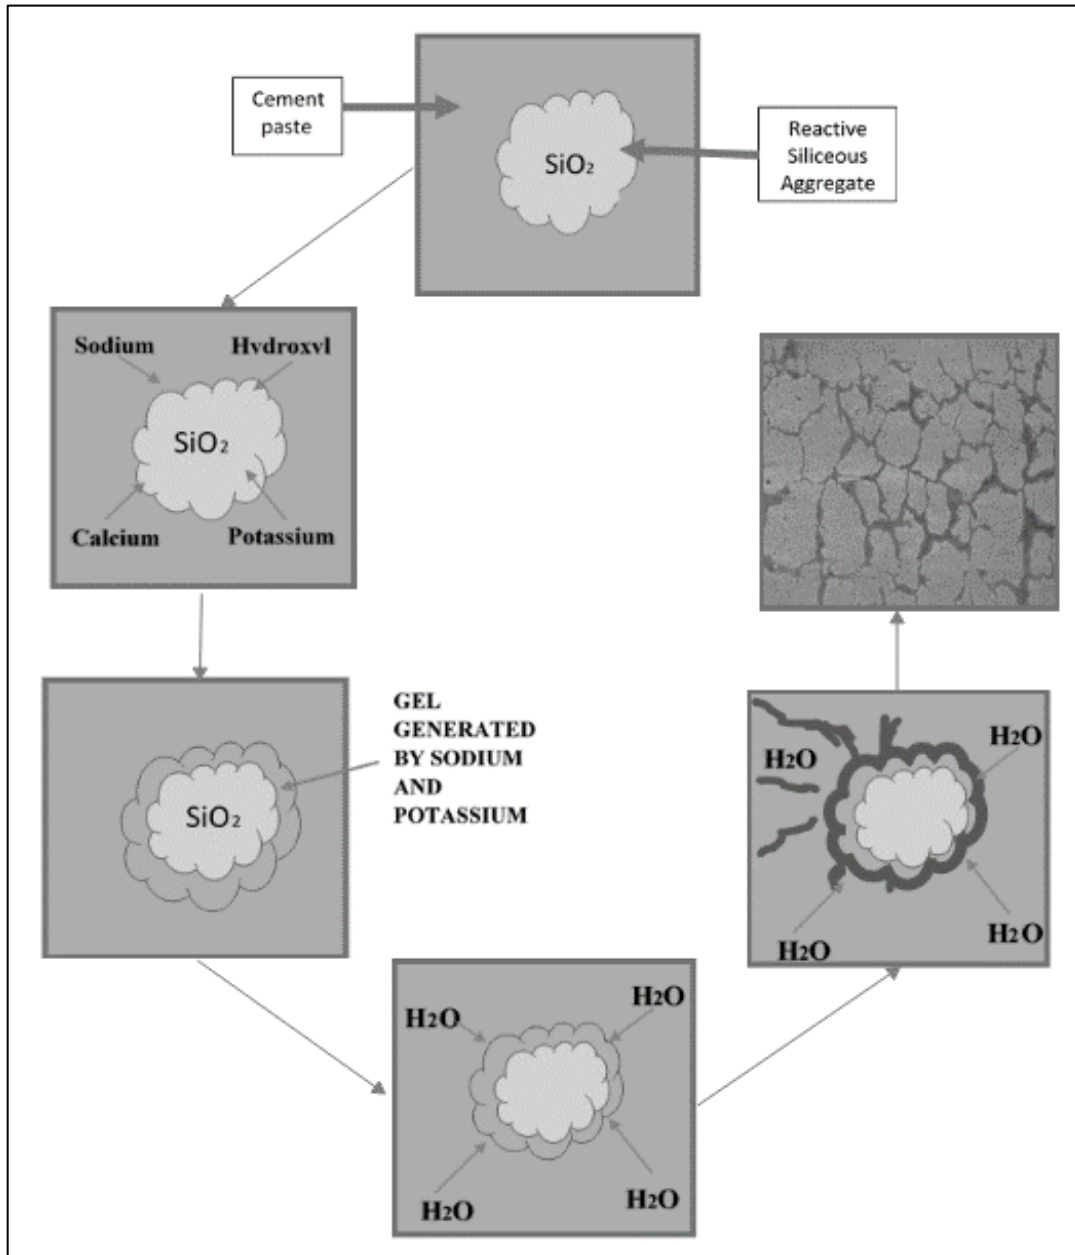 Cement
paste
SiO₂
Reactive
Siliceous
Aggregate
Sodium
Hvdroxvl
SiO₂
Calcium
Potassium
GEL
GENERATED
BY SODIUM
AND
POTASSIUM
SiO₂
H₂O
H₂O
H₂O
H₂O
H₂O
H₂O
H₂O
H₂O